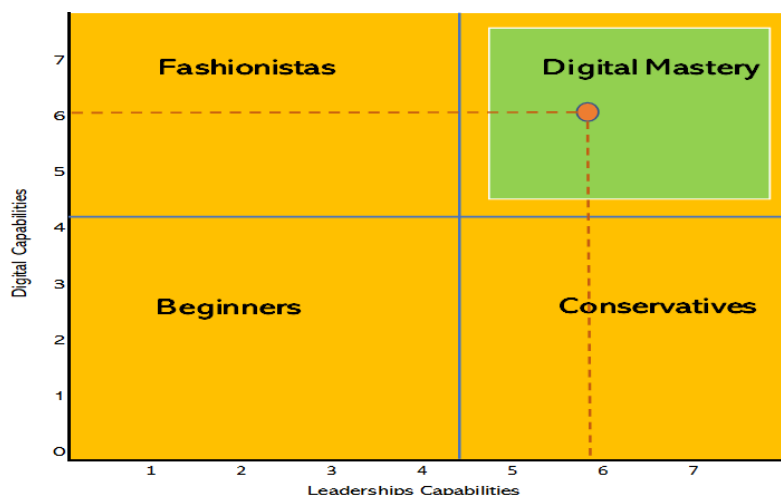 7
Fashionistas
Digital Mastery
6
5
4
3
Beginners
Conservatives
2
1
0
Digital Capabilities
1 2 3 4 5 6 7
Leaderships Capabilities